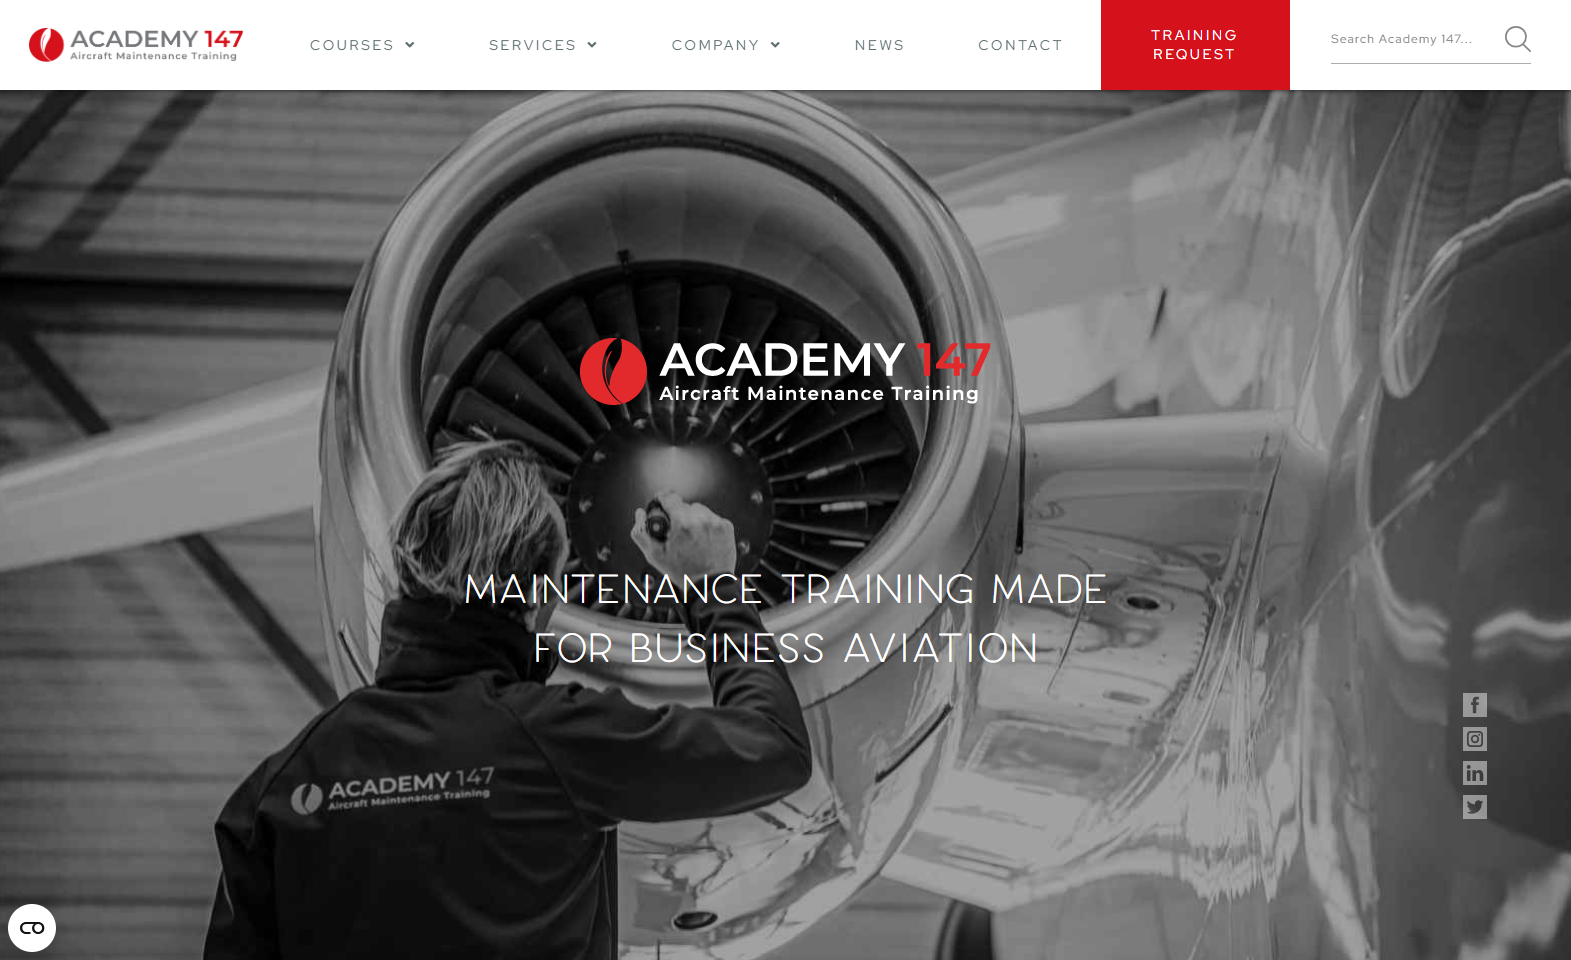 ACADEMY 147
Aircraft Maintenance Training
COURSES
SERVICES
COMPANY
NEWS
CONTACT
TRAINING
REQUEST
Search Academy 147...
ACADEMY 147
Aircraft Maintenance Training
MAINTENANCE TRAINING MADE
FOR BUSINESS AVIATION
ACADEMY 147
Aircraft Maintenance Training